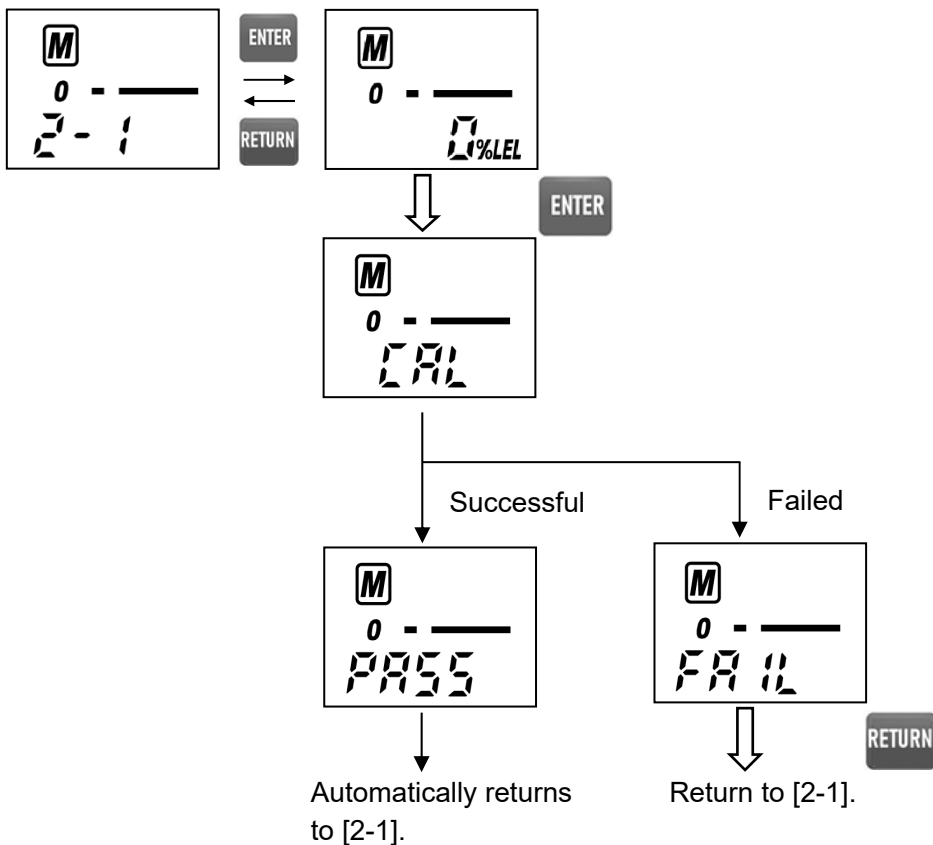 M
0
2-1
ENTER
RETURN
M
0
0%LEL
ENTER
M
0
CAL
Successful
Failed
M
0
PASS
M
0
FAIL
RETURN
Automatically returns
to [2-1].
Return to [2-1].